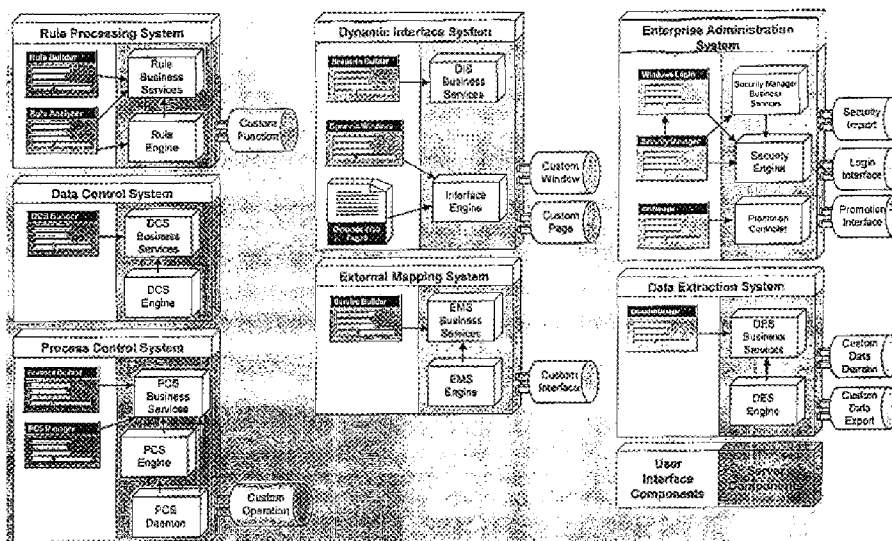 Rule Processing System
Rule Builder
Rule
Business
Services
Rule Analyzer
Rule
Engine
Custom
Function
Data Control System
DCS
Business
Services
DCS Engine
Process Control System
PCS
Business
Services
PCS
Engine
PCS
Daemon
Custom
Operation
Dynamic Interface System
DIS
Business
Services
Interface
Engine
Custom
Window
Custom
Page
External Mapping System
EMS
Business
Services
EMS Engine
Custom
Interface
Enterprise Administration
System
Windows Login
Security Manager
Business
Services
Security
Engine
Promotion
Controller
Security
Import
Login
Interface
Promotion
Interface
Data Extraction System
DES
Business
Services
DES Engine
Custom
Data
Domain
Custom
Data
Export
User
Interface
Components
Server
Components